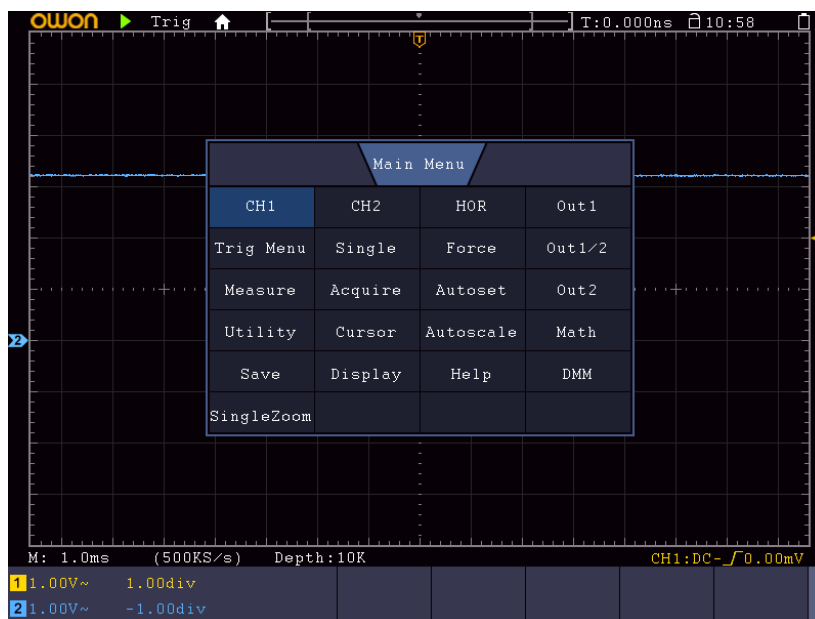 owon Trig T:0.000ns 10:58
T
Main Menu
CH1 CH2 HOR Out1
Trig Menu Single Force Out1/2
Measure Acquire Autoset Out2
Utility Cursor Autoscale Math
2
Save Display Help DMM
SingleZoom
M: 1.0ms (500KS/s) Depth:10K CH1:DC- 0.00mV
1 1.00V~ 1.00div
2 1.00V~ -1.00div